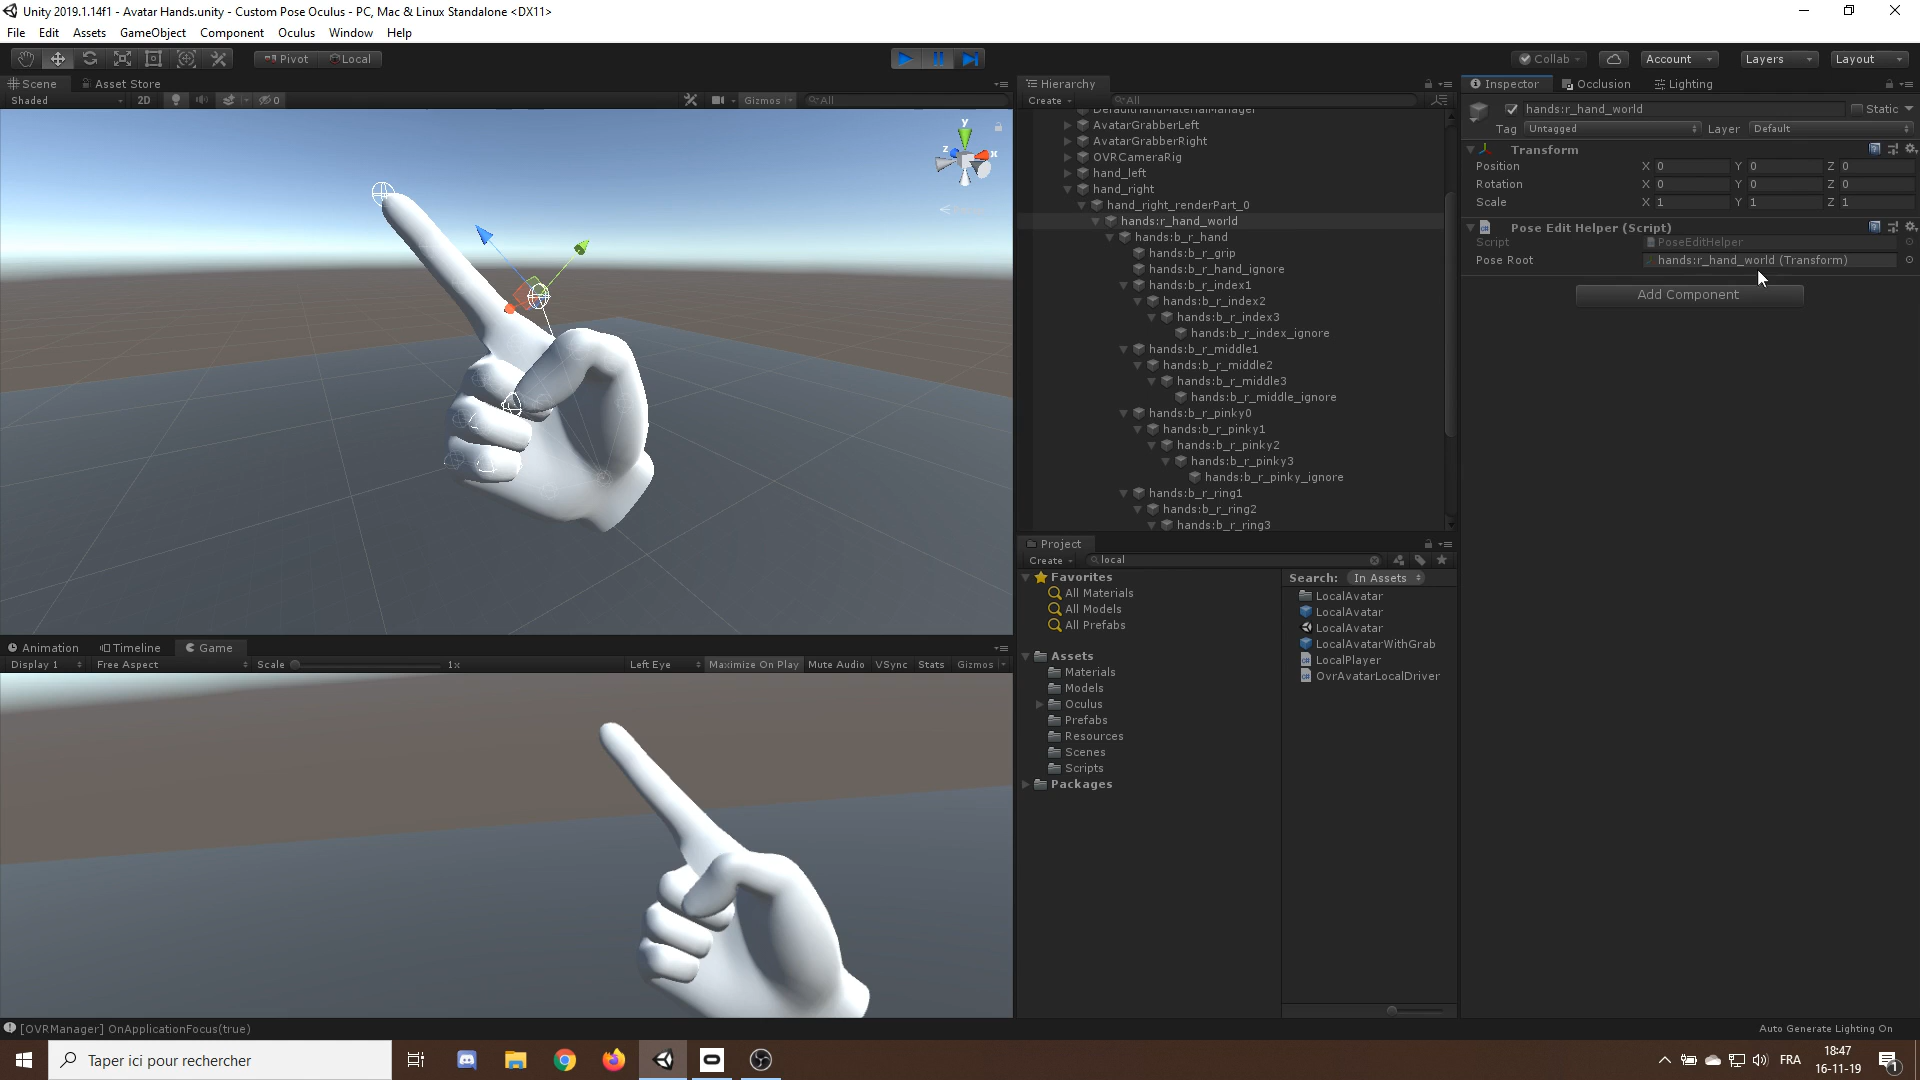 Unity 2019.1.14f1 - Avatar Hands.unity - Custom Pose Oculus - PC, Mac & Linux Standalone <DX11>
File Edit Assets GameObject Component Oculus Window Help
Pivot Local Collab Account Layers Layout
Scene Asset Store
Shaded 2D 0 Gizmos All
y
z x
Hierarchy
Create All
DefaultHandMaterialManager
AvatarGrabberLeft
AvatarGrabberRight
OVRCameraRig
hand_left
hand_right
hand_right_renderPart_0
hands:r_hand_world
hands:b_r_hand
hands:b_r_grip
hands:b_r_hand_ignore
hands:b_r_index1
hands:b_r_index2
hands:b_r_index3
hands:b_r_index_ignore
hands:b_r_middle1
hands:b_r_middle2
hands:b_r_middle3
hands:b_r_middle_ignore
hands:b_r_pinky0
hands:b_r_pinky1
hands:b_r_pinky2
hands:b_r_pinky3
hands:b_r_pinky_ignore
hands:b_r_ring1
hands:b_r_ring2
hands:b_r_ring3
Inspector Occlusion Lighting
hands:r_hand_world Static
Tag Untagged Layer Default
Transform
Position X 0 Y 0 Z 0
Rotation X 0 Y 0 Z 0
Scale X 1 Y 1 Z 1
Pose Edit Helper (Script)
Script PoseEditHelper
Pose Root hands:r_hand_world (Transform)
Add Component
Animation Timeline Game
Display 1 Free Aspect Scale 1x Left Eye Maximize On Play Mute Audio VSync Stats Gizmos
Project
Create local
Favorites
All Materials
All Models
All Prefabs
Assets
Materials
Models
Oculus
Prefabs
Resources
Scenes
Scripts
Packages
Search: In Assets
LocalAvatar
LocalAvatar
LocalAvatar
LocalAvatarWithGrab
LocalPlayer
OvrAvatarLocalDriver
[OVRManager] OnApplicationFocus(true)
Auto Generate Lighting On
Taper ici pour rechercher
FRA
18:47
16-11-19
1